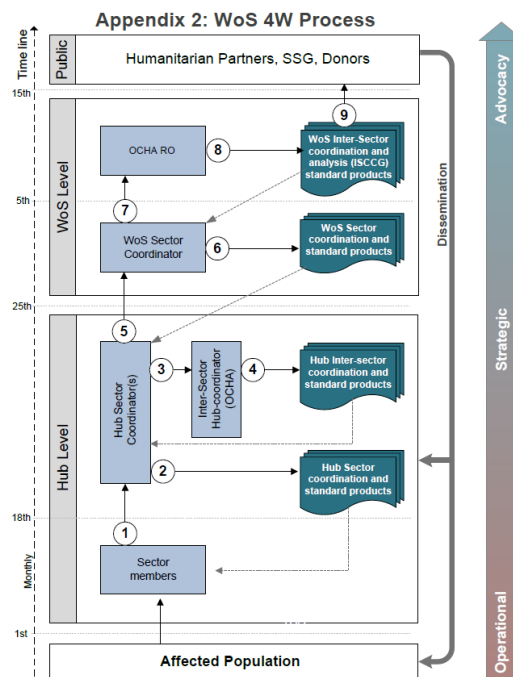 Appendix 2: WoS 4W Process
Time line
Public
Humanitarian Partners, SSG, Donors
15th
9
WoS Level
OCHA RO
8
WoS Inter-Sector
coordination and
analysis (ISCCG)
standard products
5th
7
WoS Sector
Coordinator
6
WoS Sector
coordination and
standard products
25th
Hub Level
5
Hub Sector
Coordinator(s)
3
Inter-Sector
Hub-coordinator
(OCHA)
4
Hub Inter-sector
coordination and
standard products
2
Hub Sector
coordination and
standard products
18th
1
Monthly
Sector
members
1st
Affected Population
Dissemination
Advocacy
Strategic
Operational